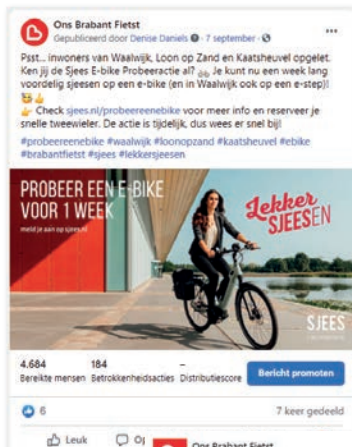 Ons Brabant Fietst
Gepubliceerd door Denise Daniels · 7 september ·
Psst... inwoners van Waalwijk, Loon op Zand en Kaatsheuvel opgelet.
Ken jij de Sjees E-bike Probeeractie al? Je kunt nu een week lang
voordelig sjeesen op een e-bike (en in Waalwijk ook op een e-step)!
Check sjees.nl/probeereenebike voor meer info en reserveer je
snelle tweewieler. De actie is tijdelijk, dus wees er snel bij!
#probeereenebike #waalwijk #loonopzand #kaatsheuvel #ebike
#brabantfietst #sjees #lekkersjeesen
PROBEER EEN E-BIKE
VOOR 1 WEEK
meld je aan op sjees.nl
Lekker
SJEESEN
SJEES
4.684
Bereikte mensen
184
Betrokkenheidsacties
–
Distributiescore
Bericht promoten
6
7 keer gedeeld
Leuk
Ons Brabant Fietst